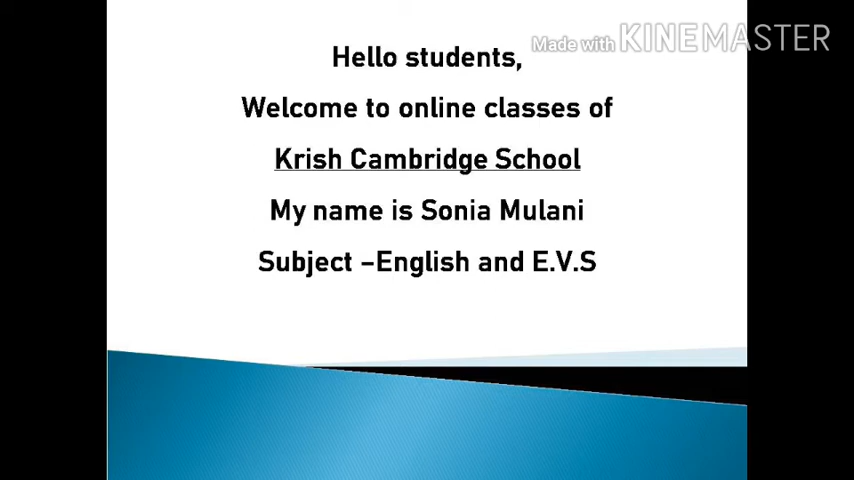 Made with KINEMASTER
Hello students,
Welcome to online classes of
Krish Cambridge School
My name is Sonia Mulani
Subject –English and E.V.S